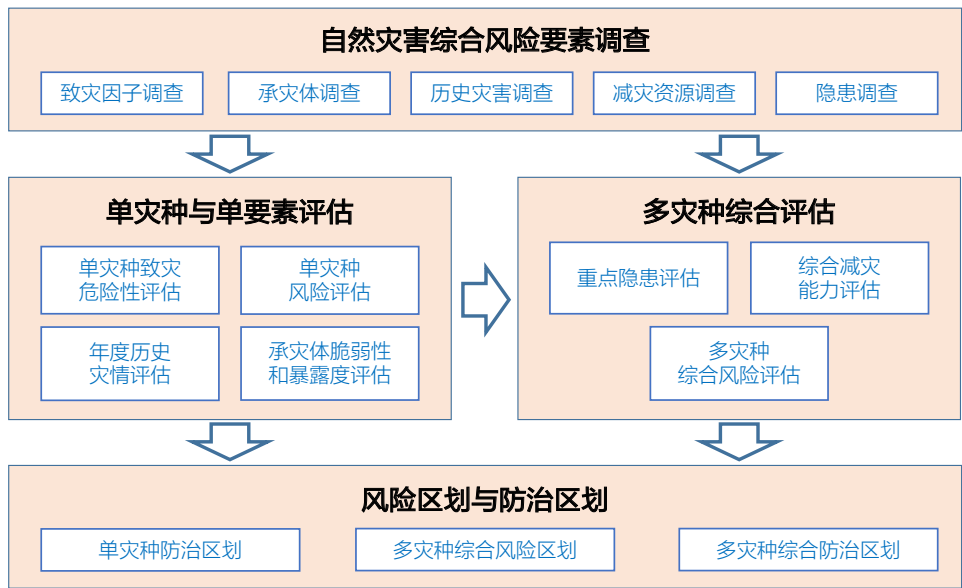 自然灾害综合风险要素调查
致灾因子调查
承灾体调查
历史灾害调查
减灾资源调查
隐患调查
单灾种与单要素评估
单灾种致灾
危险性评估
单灾种
风险评估
年度历史
灾情评估
承灾体脆弱性
和暴露度评估
多灾种综合评估
重点隐患评估
综合减灾
能力评估
多灾种
综合风险评估
风险区划与防治区划
单灾种防治区划
多灾种综合风险区划
多灾种综合防治区划